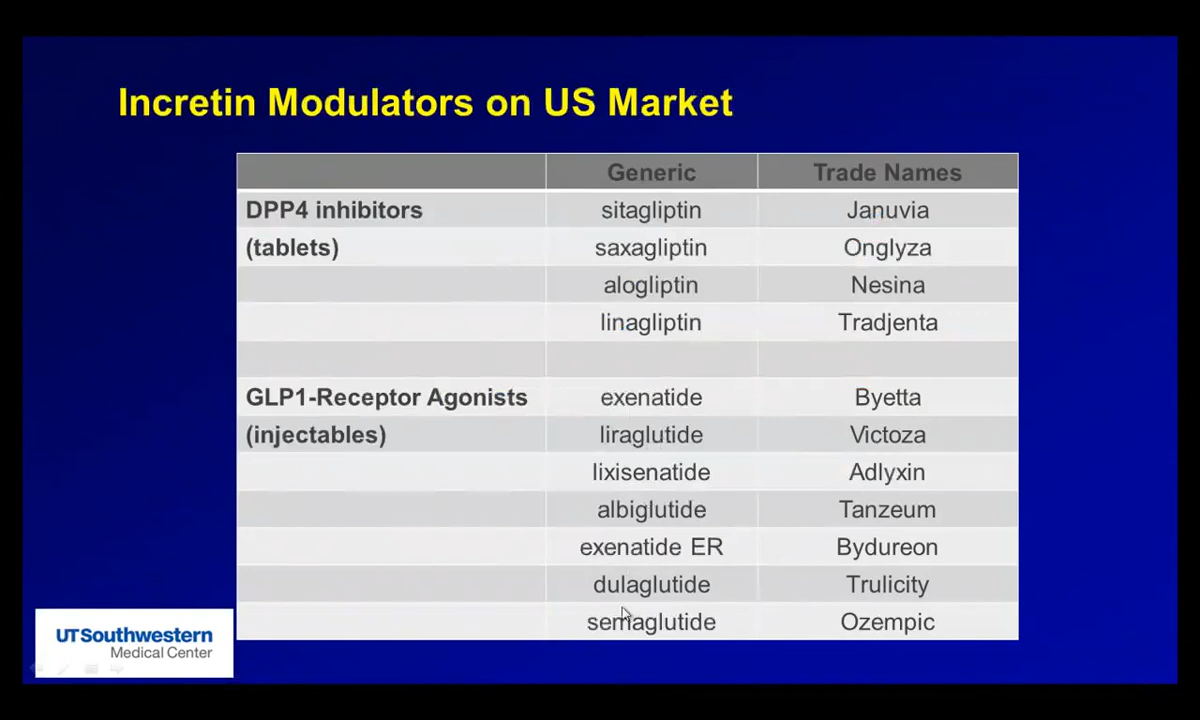 Incretin Modulators on US Market
Generic Trade Names
DPP4 inhibitors sitagliptin Januvia
(tablets) saxagliptin Onglyza
alogliptin Nesina
linagliptin Tradjenta
GLP1-Receptor Agonists exenatide Byetta
(injectables) liraglutide Victoza
lixisenatide Adlyxin
albiglutide Tanzeum
exenatide ER Bydureon
dulaglutide Trulicity
semaglutide Ozempic
UTSouthwestern
Medical Center